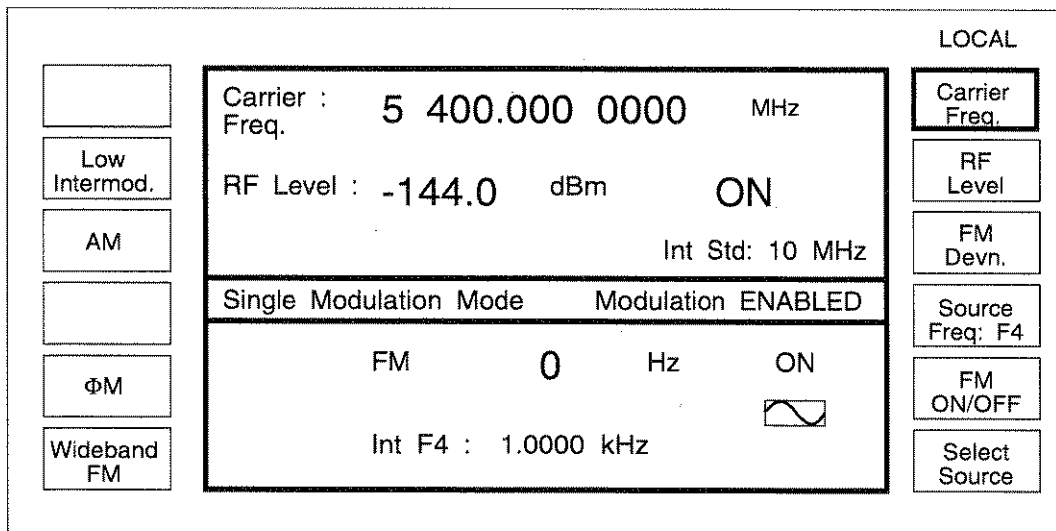 LOCAL
Carrier :
Freq.
5 400.000 0000 MHz
RF Level : -144.0 dBm ON
Int Std: 10 MHz
Single Modulation Mode Modulation ENABLED
FM 0 Hz ON
Int F4 : 1.0000 kHz
Low
Intermod.
AM
ΦM
Wideband
FM
Carrier
Freq.
RF
Level
FM
Devn.
Source
Freq: F4
FM
ON/OFF
Select
Source